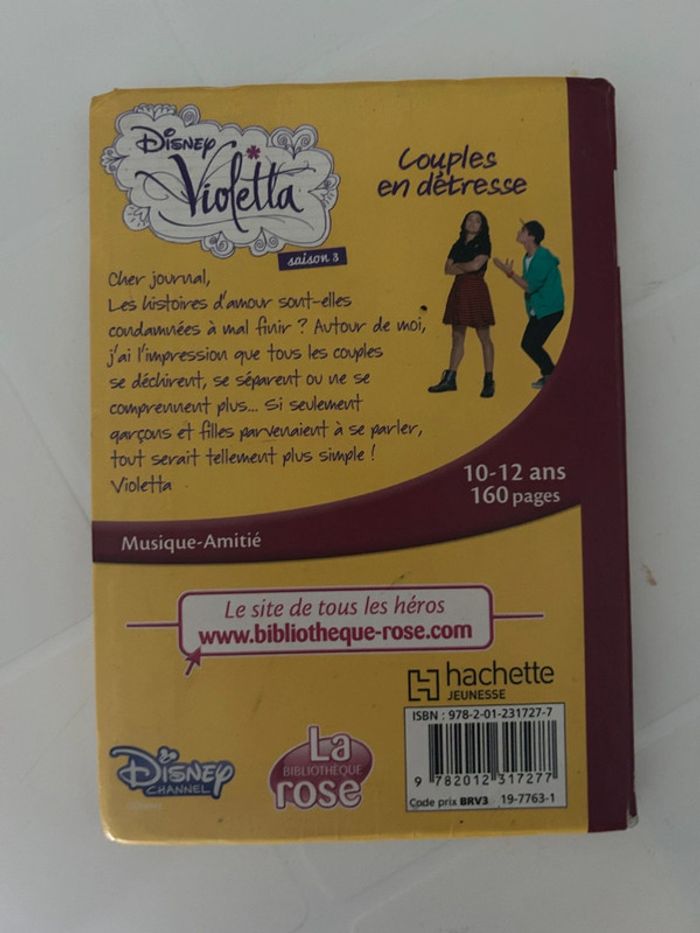 Disney
Violetta
saison 3
Couples
en détresse
Cher journal,
Les histoires d'amour sont-elles
condamnées à mal finir ? Autour de moi,
j'ai l'impression que tous les couples
se déchirent, se séparent ou ne se
comprennent plus... Si seulement
garçons et filles parvenaient à se parler,
tout serait tellement plus simple !
Violetta
10-12 ans
160 pages
Musique-Amitié
Le site de tous les héros
www.bibliotheque-rose.com
hachette
JEUNESSE
ISBN : 978-2-01-231727-7
9 782012 317277
Code prix BRV3 19-7763-1
Disney
CHANNEL
La
BIBLIOTHÈQUE
rose